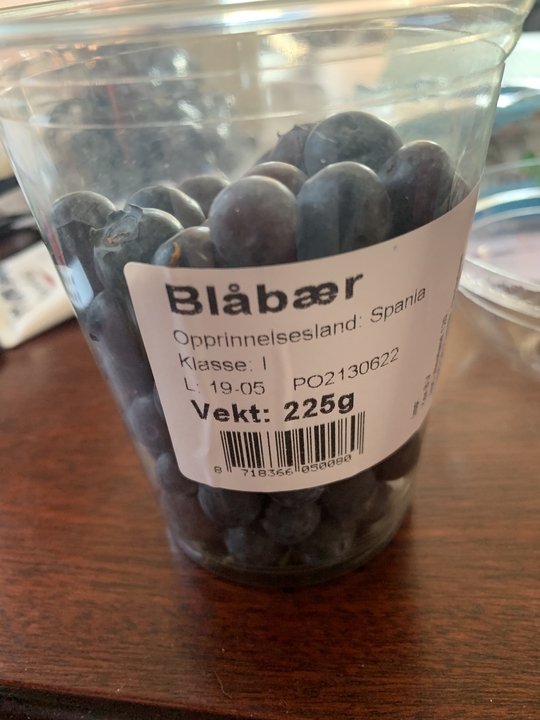 Blåbær
Opprinnelsesland: Spania
Klasse: I
L: 19-05 PO2130622
Vekt: 225g
8 718366 050080